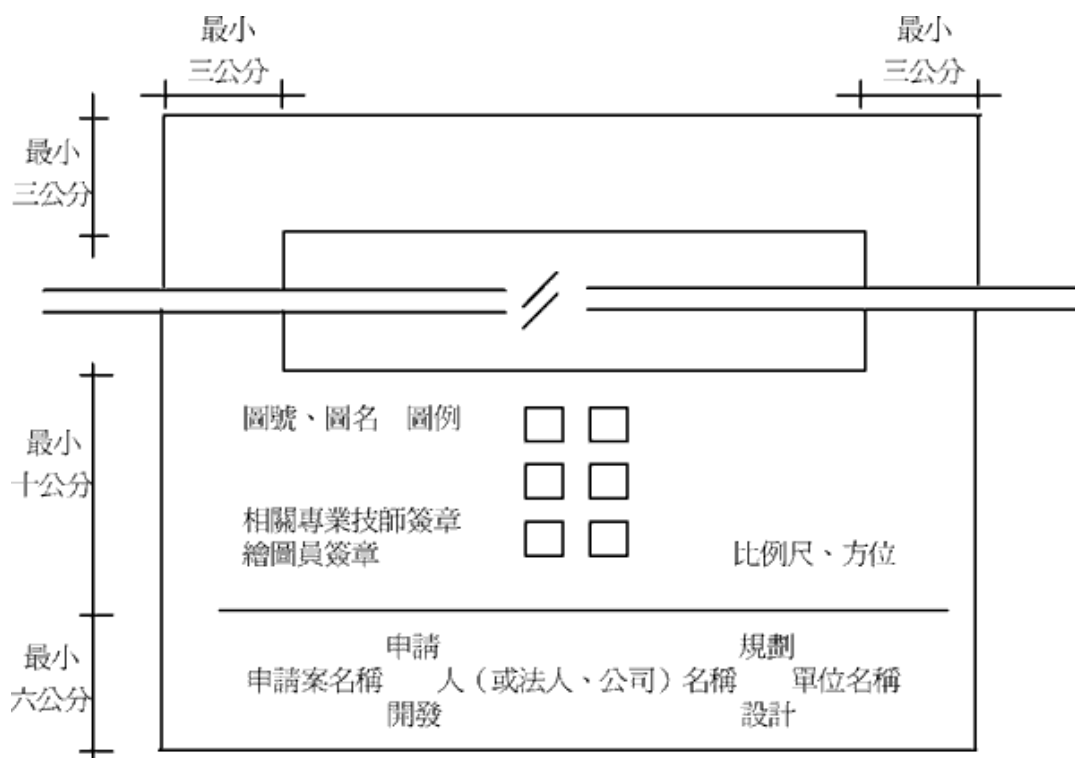 最小
三公分
最小
三公分
最小
三公分
圖號、圖名 圖例
最小
十公分
相關專業技師簽章
繪圖員簽章
比例尺、方位
最小
六公分
申請 規劃
申請案名稱 人（或法人、公司）名稱 單位名稱
開發 設計